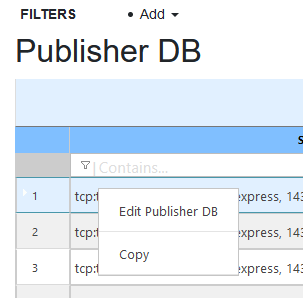 FILTERS • Add
Publisher DB
S
Contains...
1 tcp:t express, 143
Edit Publisher DB
2 tcp:t express, 143
Copy
3 tcp:t express, 143